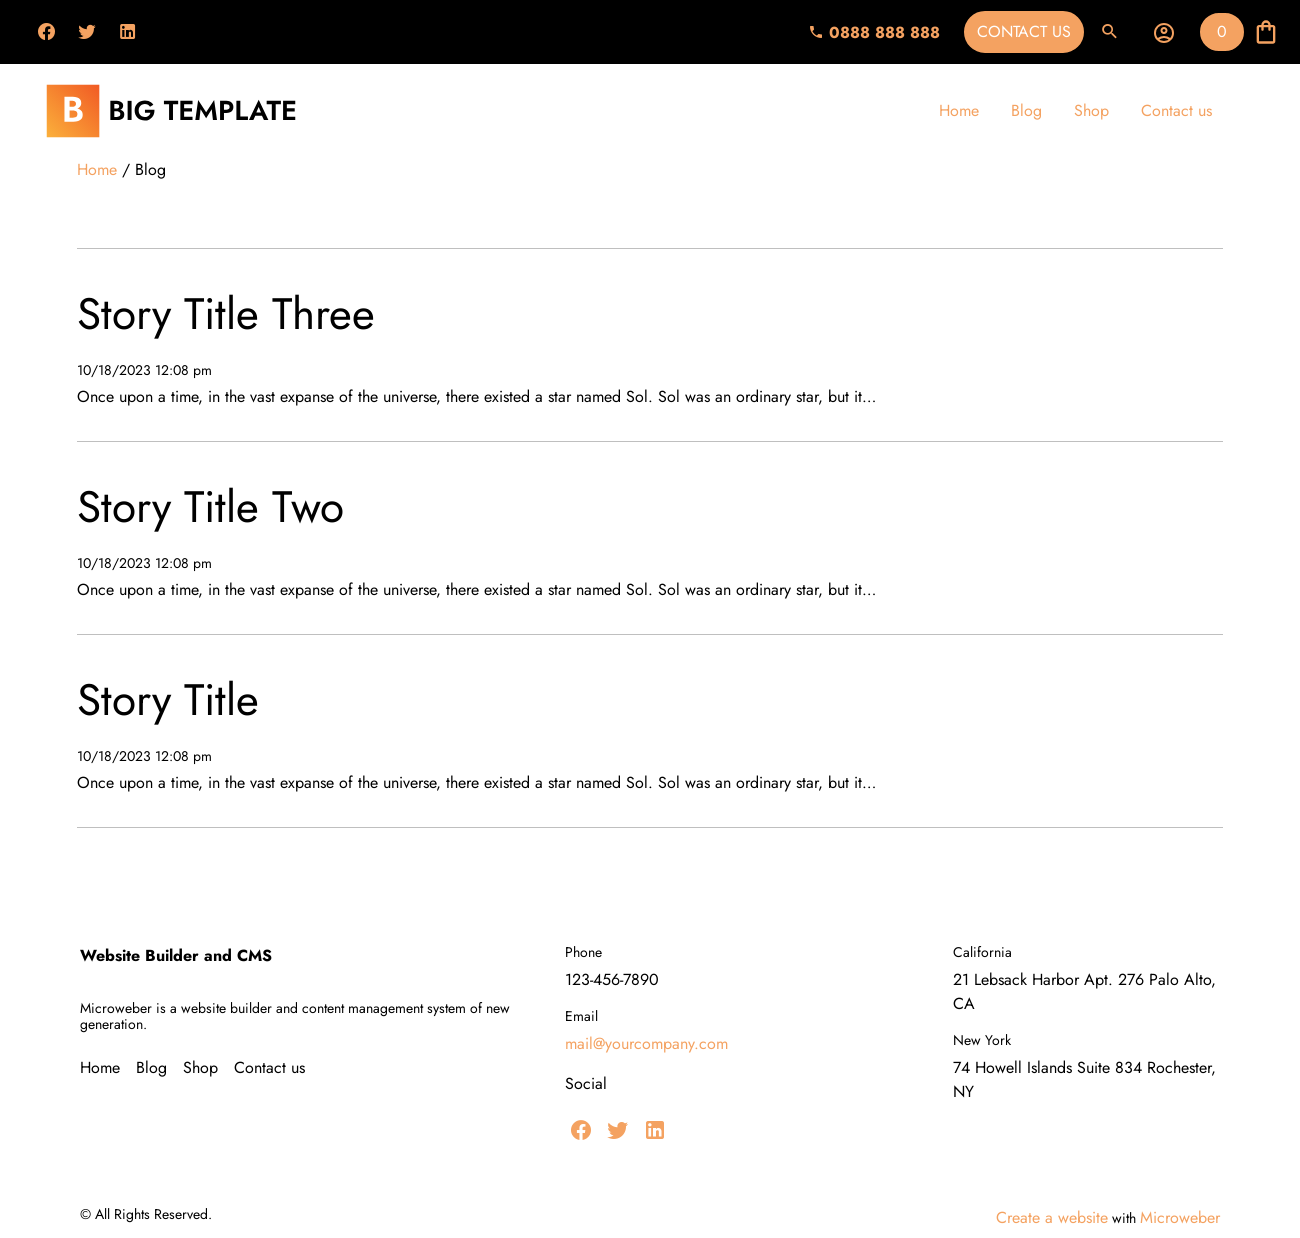 0888 888 888 CONTACT US 0
B BIG TEMPLATE
Home Blog Shop Contact us
Home / Blog
Story Title Three
10/18/2023 12:08 pm
Once upon a time, in the vast expanse of the universe, there existed a star named Sol. Sol was an ordinary star, but it...
Story Title Two
10/18/2023 12:08 pm
Once upon a time, in the vast expanse of the universe, there existed a star named Sol. Sol was an ordinary star, but it...
Story Title
10/18/2023 12:08 pm
Once upon a time, in the vast expanse of the universe, there existed a star named Sol. Sol was an ordinary star, but it...
Website Builder and CMS
Microweber is a website builder and content management system of new
generation.
Home Blog Shop Contact us
Phone
123-456-7890
Email
mail@yourcompany.com
Social
California
21 Lebsack Harbor Apt. 276 Palo Alto,
CA
New York
74 Howell Islands Suite 834 Rochester,
NY
© All Rights Reserved.
Create a website with Microweber